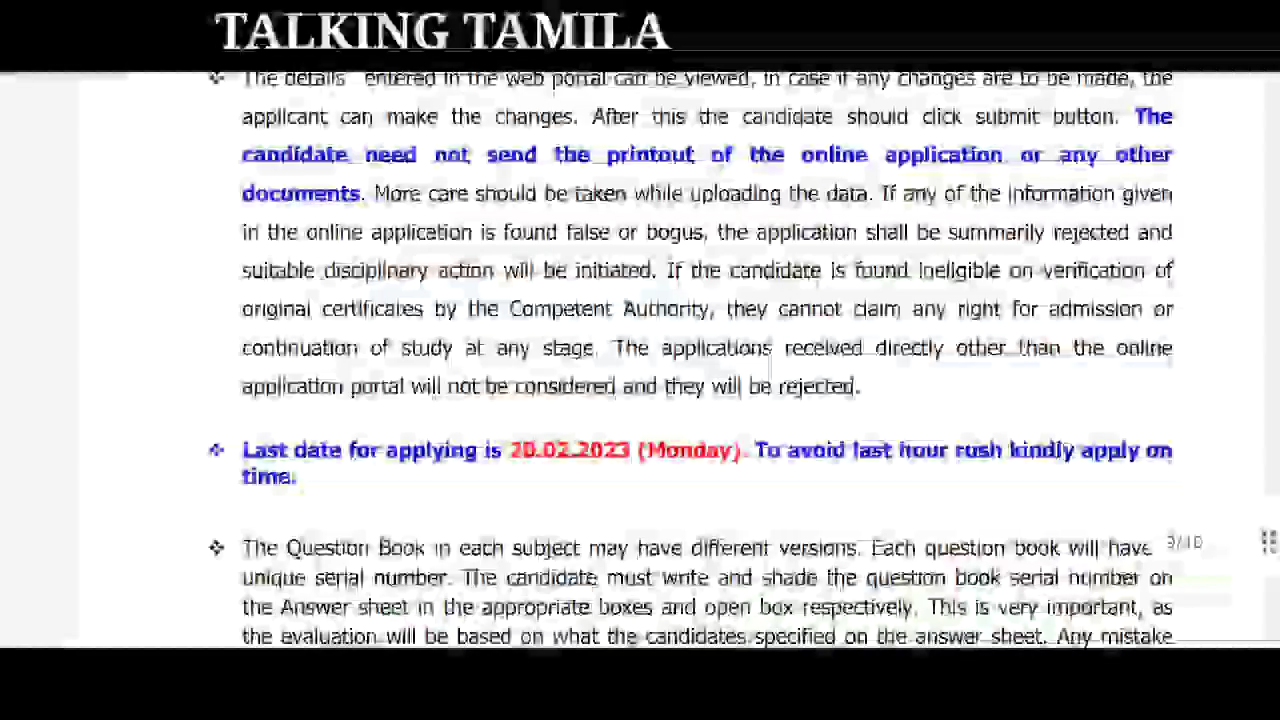 TALKING TAMILA
❖ The details entered in the web portal can be viewed, in case if any changes are to be made, the
applicant can make the changes. After this the candidate should click submit button. The
candidate need not send the printout of the online application or any other
documents. More care should be taken while uploading the data. If any of the information given
in the online application is found false or bogus, the application shall be summarily rejected and
suitable disciplinary action will be initiated. If the candidate is found ineligible on verification of
original certificates by the Competent Authority, they cannot claim any right for admission or
continuation of study at any stage. The applications received directly other than the online
application portal will not be considered and they will be rejected.
❖ Last date for applying is 20.02.2023 (Monday). To avoid last hour rush kindly apply on
time.
❖ The Question Book in each subject may have different versions. Each question book will have
3/10
unique serial number. The candidate must write and shade the question book serial number on
the Answer sheet in the appropriate boxes and open box respectively. This is very important, as
the evaluation will be based on what the candidates specified on the answer sheet. Any mistake